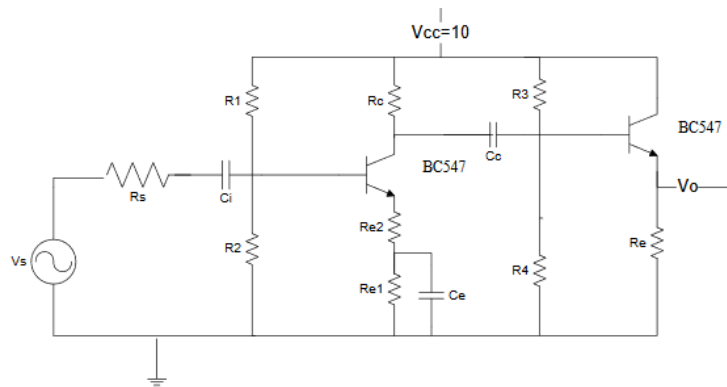 Vcc=10
R1
Rc
R3
BC547
Cc
BC547
Rs
Ci
Vo
Re2
Vs
R2
Re
R4
Re1
Ce